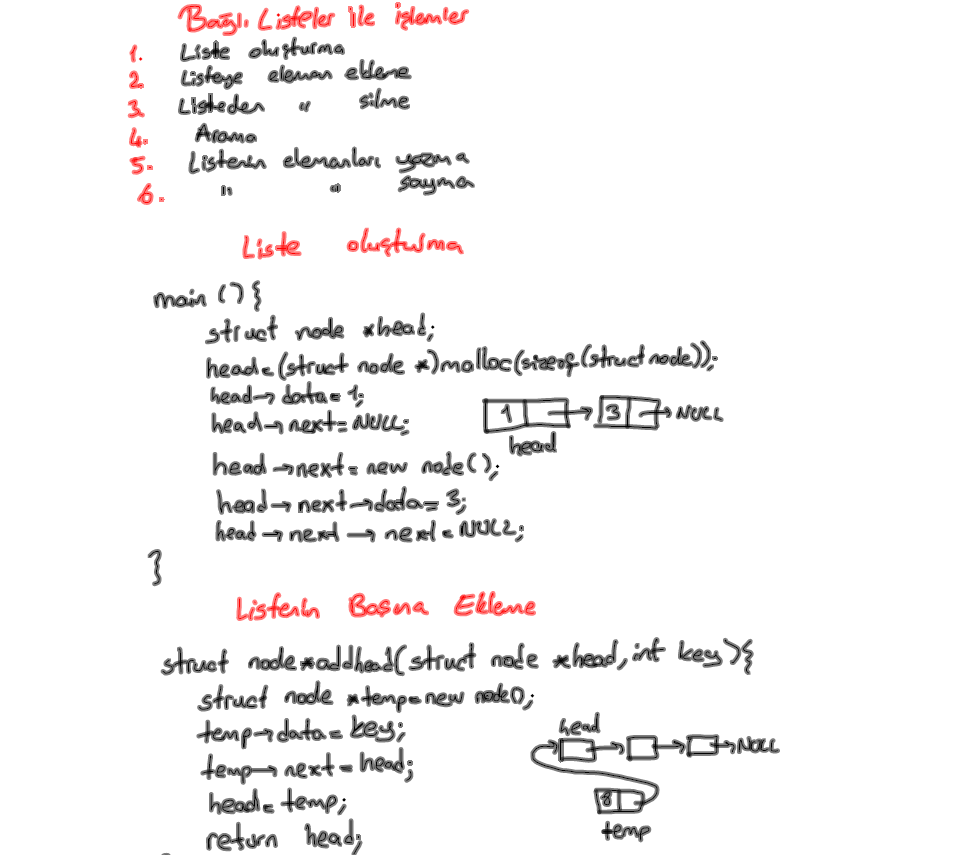 Bağlı Listeler ile işlemler
1. Liste oluşturma
2 Listeye eleman ekleme
3 Listeden " silme
4. Arama
5. Listenin elemanları yazma
6. " " sayma
Liste oluşturma
main () {
struct node *head;
head=(struct node *)malloc(sizeof(struct node));
head→data=1;
head→next=NULL;
1 3 →NULL
head
head→next=new node();
head→next→data=3;
head→next→next=NULL;
}
Listenin Başına Ekleme
struct node*addhead(struct node *head, int key){
struct node *temp=new node();
temp→data=key;
head
→NULL
temp→next=head;
head=temp;
8
temp
return head;